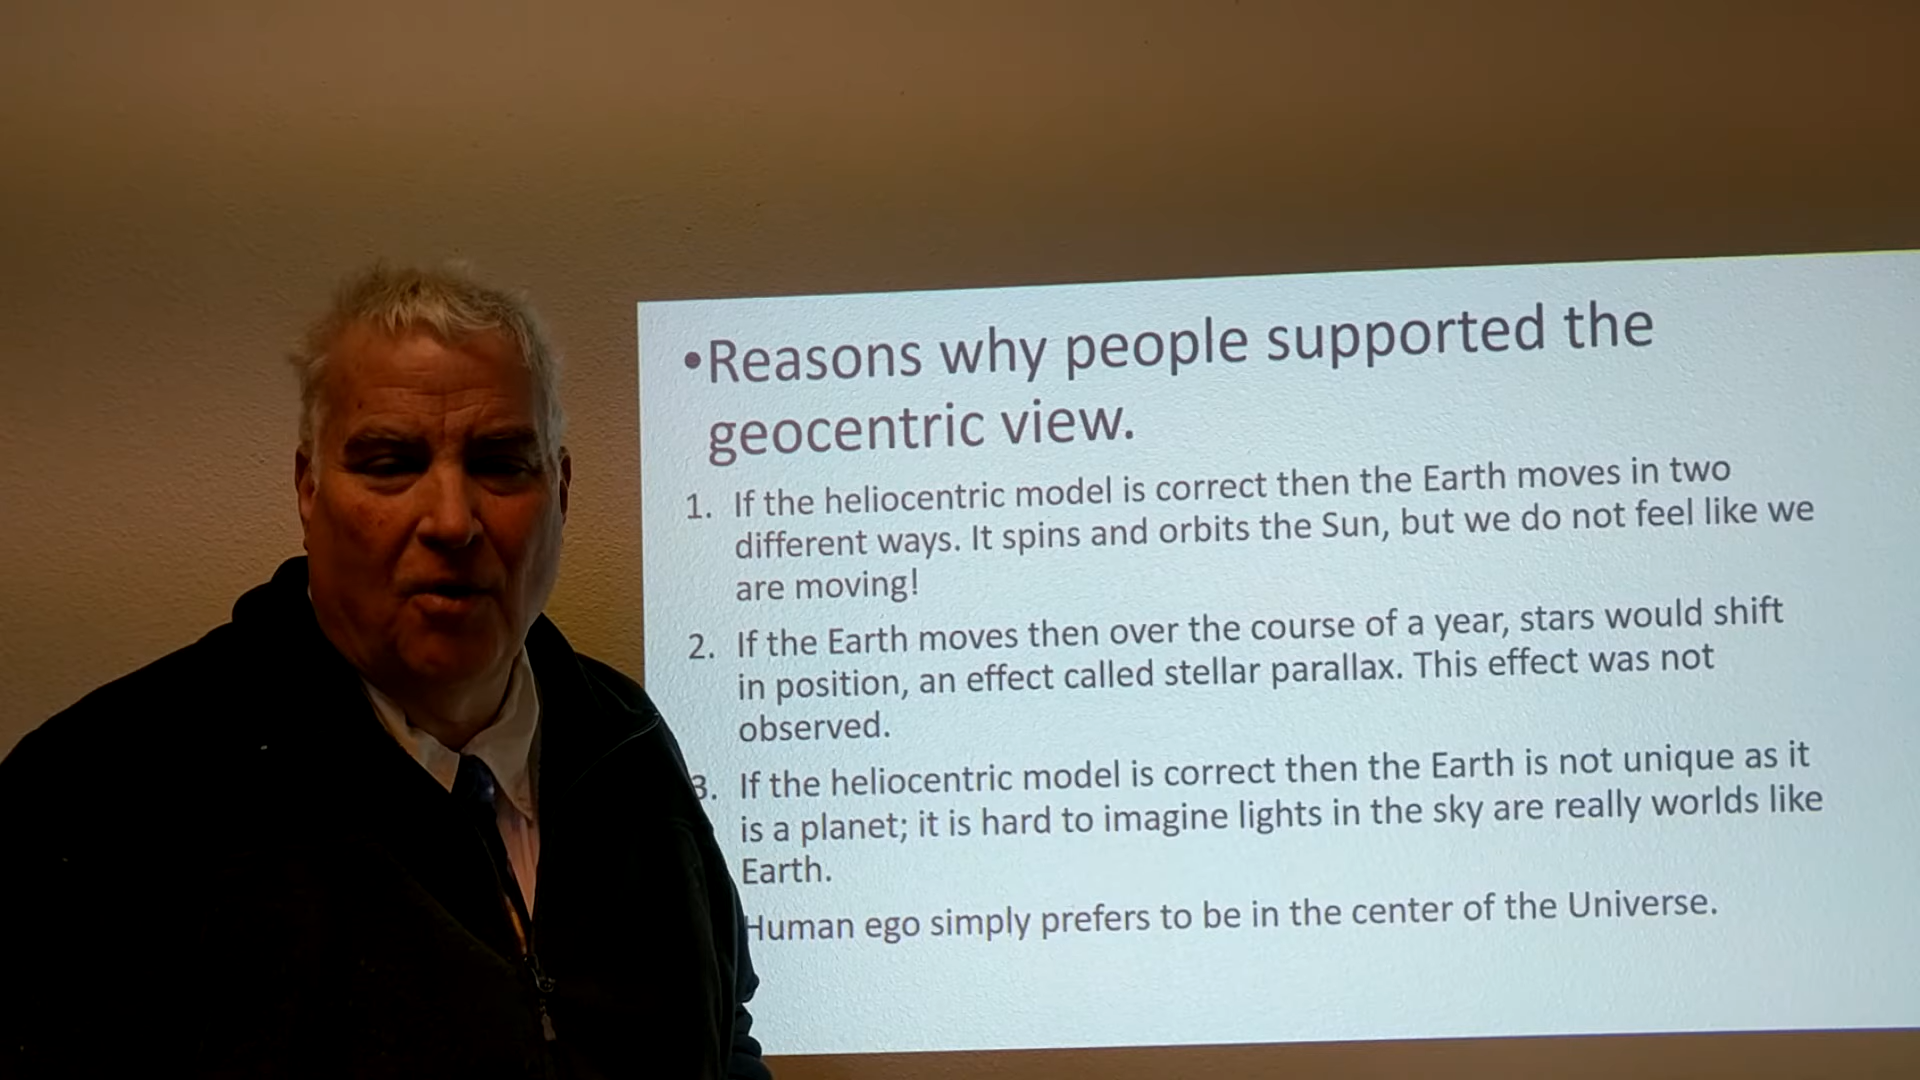 •Reasons why people supported the
geocentric view.
1. If the heliocentric model is correct then the Earth moves in two
different ways. It spins and orbits the Sun, but we do not feel like we
are moving!
2. If the Earth moves then over the course of a year, stars would shift
in position, an effect called stellar parallax. This effect was not
observed.
3. If the heliocentric model is correct then the Earth is not unique as it
is a planet; it is hard to imagine lights in the sky are really worlds like
Earth.
Human ego simply prefers to be in the center of the Universe.